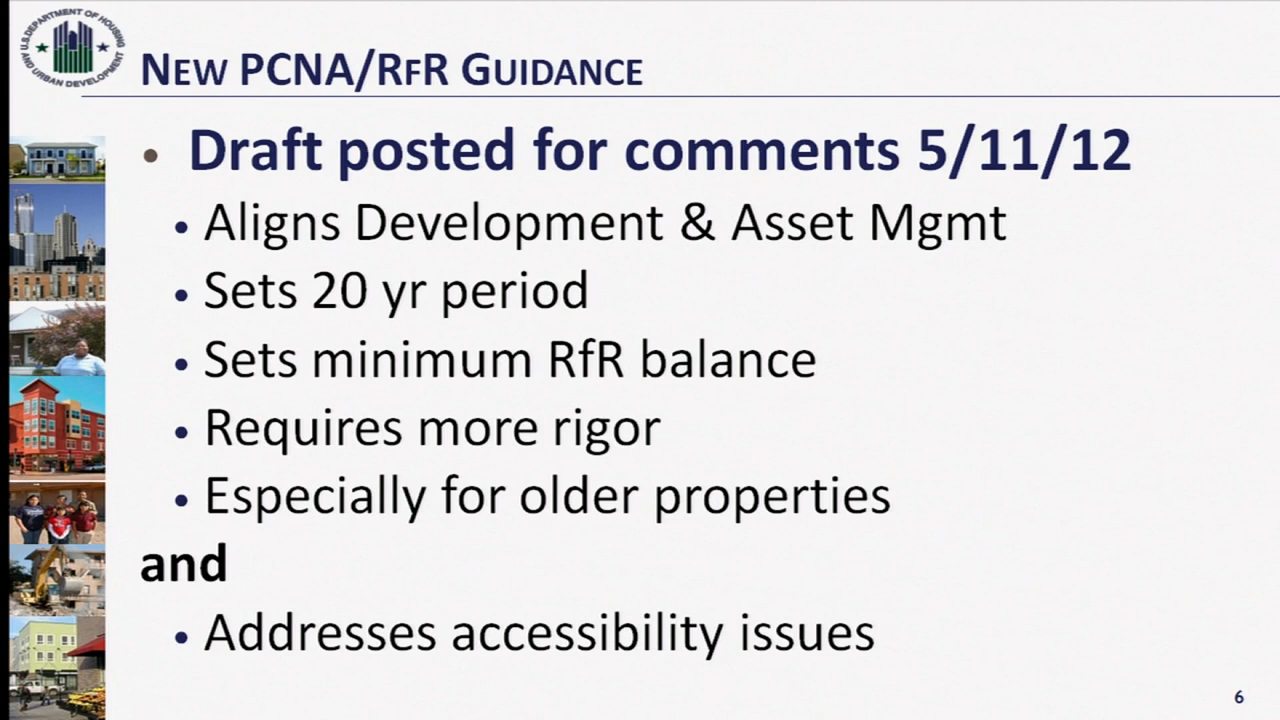 U.S. DEPARTMENT OF HOUSING
AND URBAN DEVELOPMENT
NEW PCNA/RFR GUIDANCE
• Draft posted for comments 5/11/12
• Aligns Development & Asset Mgmt
• Sets 20 yr period
• Sets minimum RfR balance
• Requires more rigor
• Especially for older properties
and
• Addresses accessibility issues
6